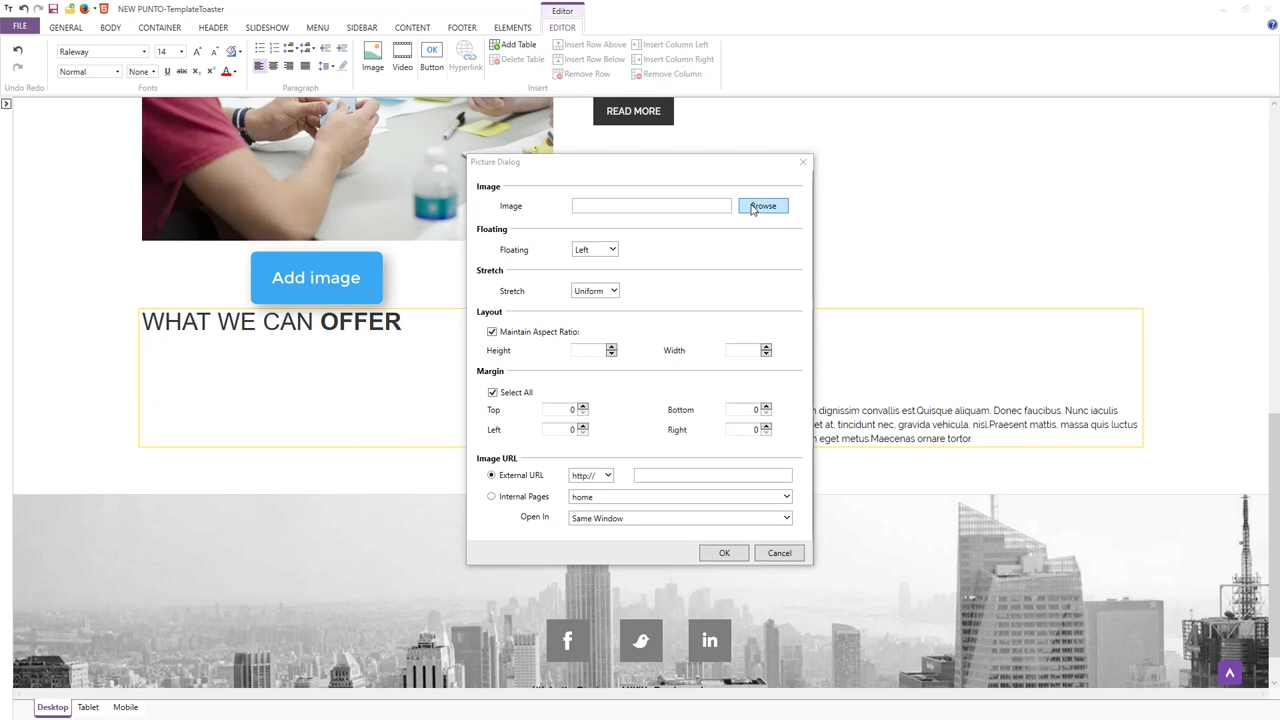 NEW PUNTO-TemplateToaster
Editor
FILE
GENERAL
BODY
CONTAINER
HEADER
SLIDESHOW
MENU
SIDEBAR
CONTENT
FOOTER
ELEMENTS
EDITOR
Raleway
14
Normal
None
Image
Video
OK
Button
Hyperlink
Add Table
Delete Table
Insert Row Above
Insert Row Below
Remove Row
Insert Column Left
Insert Column Right
Remove Column
Undo Redo
Fonts
Paragraph
Insert
READ MORE
Picture Dialog
Image
Image
Browse
Floating
Floating
Left
Stretch
Stretch
Uniform
Layout
Maintain Aspect Ratio:
Height
Width
Margin
Select All
Top
0
Bottom
0
Left
0
Right
0
Image URL
External URL
http://
Internal Pages
home
Open In
Same Window
OK
Cancel
Add image
WHAT WE CAN OFFER
dignissim convallis est.Quisque aliquam. Donec faucibus. Nunc iaculis
et at, tincidunt nec, gravida vehicula, nisl.Praesent mattis, massa quis luctus
eget metus.Maecenas ornare tortor.
Desktop
Tablet
Mobile